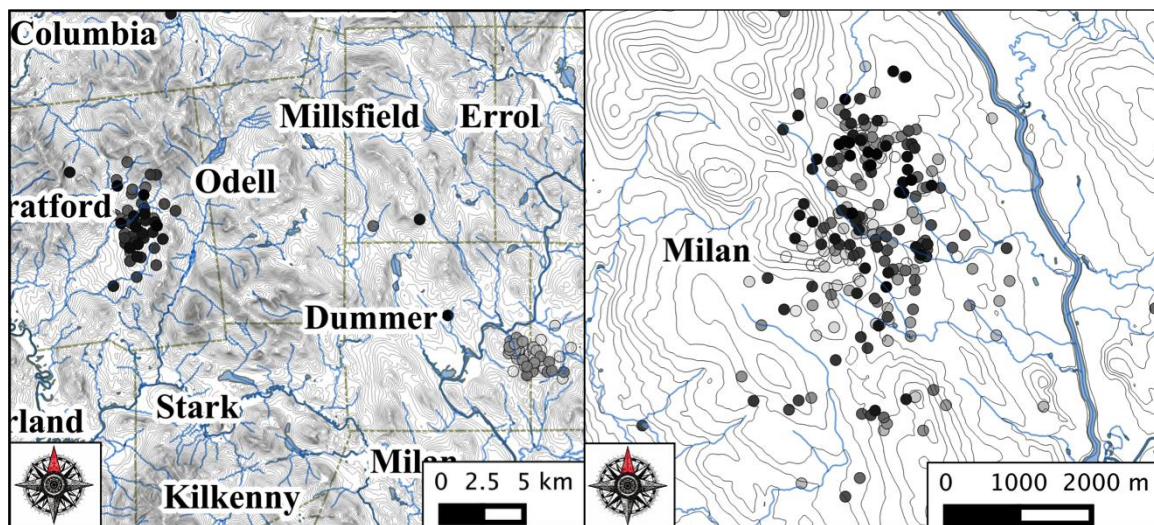 Columbia
Millsfield
Errol
Odell
ratford
Dummer
Stark
rland
Milan
Kilkenny
0 2.5 5 km
Milan
0 1000 2000 m